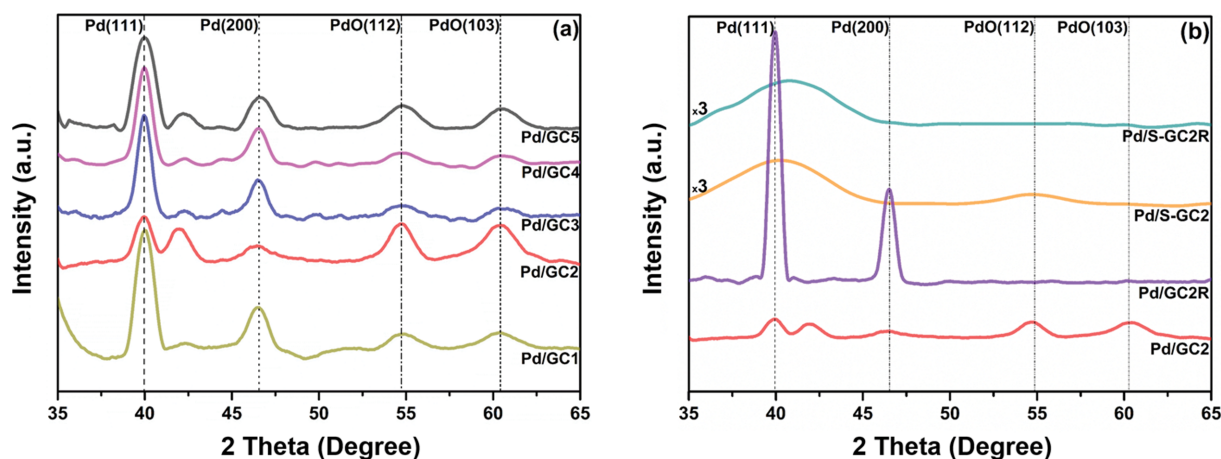 Pd(111) Pd(200) PdO(112) PdO(103) (a)
Pd/GC5
Pd/GC4
Pd/GC3
Pd/GC2
Pd/GC1
Intensity (a.u.)
35 40 45 50 55 60 65
2 Theta (Degree)
Pd(111) Pd(200) PdO(112) PdO(103) (b)
x3
Pd/S-GC2R
x3
Pd/S-GC2
Pd/GC2R
Pd/GC2
Intensity (a.u.)
35 40 45 50 55 60 65
2 Theta (Degree)